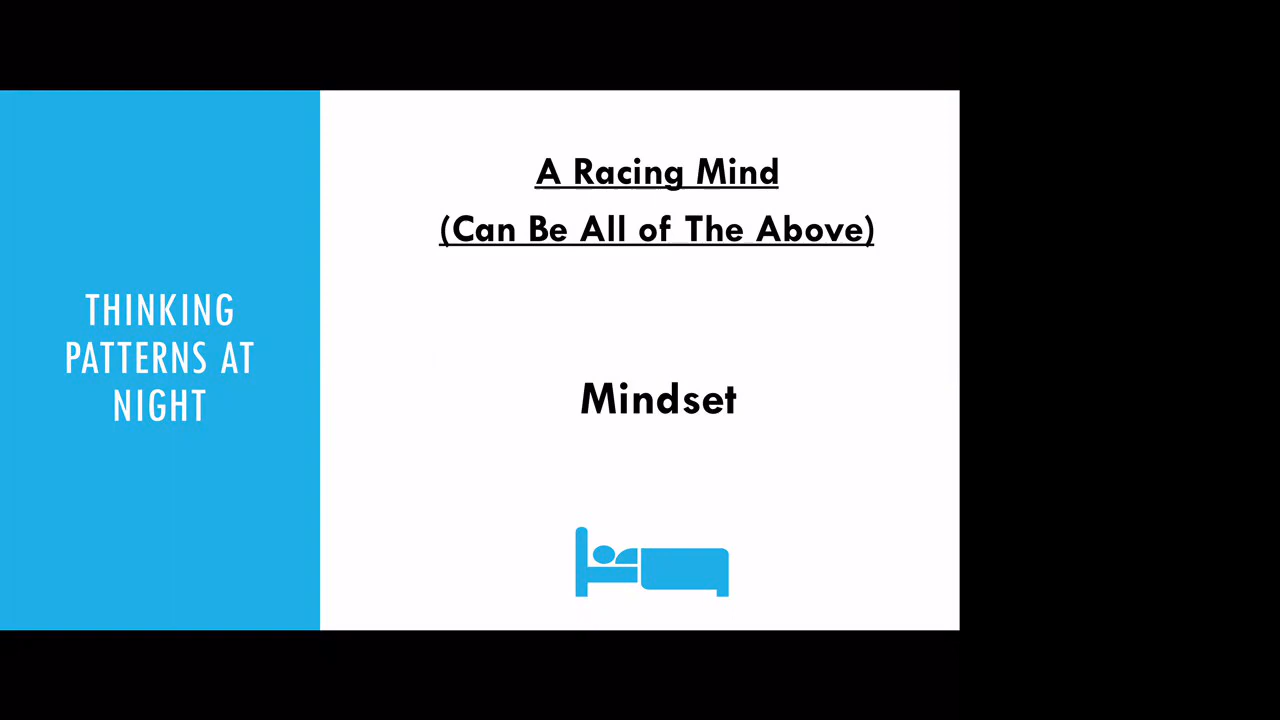 THINKING
PATTERNS AT
NIGHT
A Racing Mind
(Can Be All of The Above)
Mindset